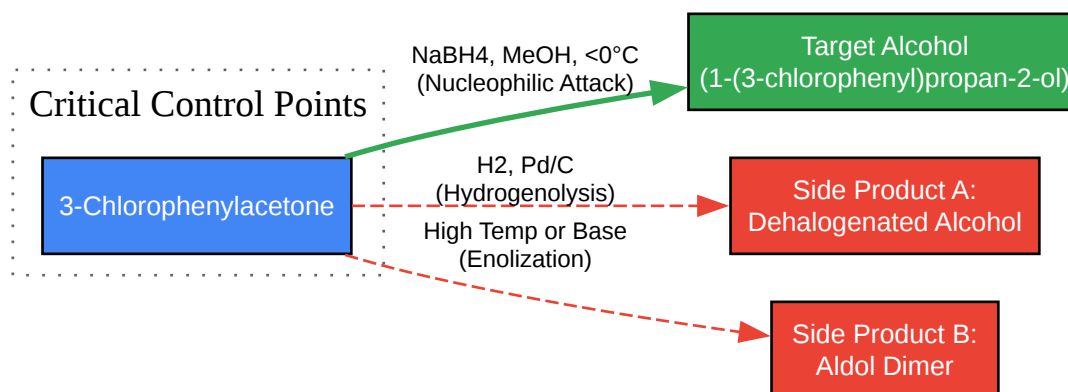 NaBH4, MeOH, <0°C
(Nucleophilic Attack)
Target Alcohol
(1-(3-chlorophenyl)propan-2-ol)
Critical Control Points
3-Chlorophenylacetone
H2, Pd/C
(Hydrogenolysis)
Side Product A:
Dehalogenated Alcohol
High Temp or Base
(Enolization)
Side Product B:
Aldol Dimer